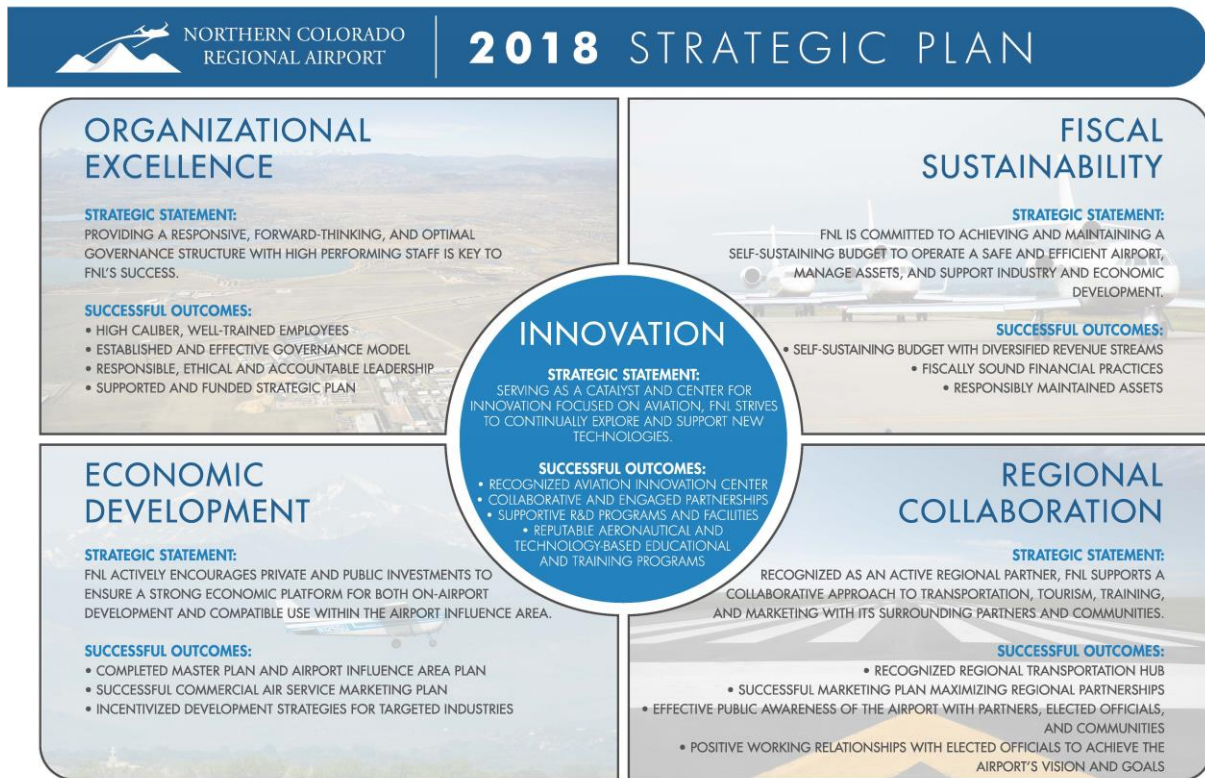 NORTHERN COLORADO
REGIONAL AIRPORT
2018 STRATEGIC PLAN
ORGANIZATIONAL
EXCELLENCE
STRATEGIC STATEMENT:
PROVIDING A RESPONSIVE, FORWARD-THINKING, AND OPTIMAL
GOVERNANCE STRUCTURE WITH HIGH PERFORMING STAFF IS KEY TO
FNL'S SUCCESS.
SUCCESSFUL OUTCOMES:
• HIGH CALIBER, WELL-TRAINED EMPLOYEES
• ESTABLISHED AND EFFECTIVE GOVERNANCE MODEL
• RESPONSIBLE, ETHICAL AND ACCOUNTABLE LEADERSHIP
• SUPPORTED AND FUNDED STRATEGIC PLAN
FISCAL
SUSTAINABILITY
STRATEGIC STATEMENT:
FNL IS COMMITTED TO ACHIEVING AND MAINTAINING A
SELF-SUSTAINING BUDGET TO OPERATE A SAFE AND EFFICIENT AIRPORT,
MANAGE ASSETS, AND SUPPORT INDUSTRY AND ECONOMIC
DEVELOPMENT.
SUCCESSFUL OUTCOMES:
• SELF-SUSTAINING BUDGET WITH DIVERSIFIED REVENUE STREAMS
• FISCALLY SOUND FINANCIAL PRACTICES
• RESPONSIBLY MAINTAINED ASSETS
INNOVATION
STRATEGIC STATEMENT:
SERVING AS A CATALYST AND CENTER FOR
INNOVATION FOCUSED ON AVIATION, FNL STRIVES
TO CONTINUALLY EXPLORE AND SUPPORT NEW
TECHNOLOGIES.
SUCCESSFUL OUTCOMES:
• RECOGNIZED AVIATION INNOVATION CENTER
• COLLABORATIVE AND ENGAGED PARTNERSHIPS
• SUPPORTIVE R&D PROGRAMS AND FACILITIES
• REPUTABLE AERONAUTICAL AND
TECHNOLOGY-BASED EDUCATIONAL
AND TRAINING PROGRAMS
ECONOMIC
DEVELOPMENT
STRATEGIC STATEMENT:
FNL ACTIVELY ENCOURAGES PRIVATE AND PUBLIC INVESTMENTS TO
ENSURE A STRONG ECONOMIC PLATFORM FOR BOTH ON-AIRPORT
DEVELOPMENT AND COMPATIBLE USE WITHIN THE AIRPORT INFLUENCE AREA.
SUCCESSFUL OUTCOMES:
• COMPLETED MASTER PLAN AND AIRPORT INFLUENCE AREA PLAN
• SUCCESSFUL COMMERCIAL AIR SERVICE MARKETING PLAN
• INCENTIVIZED DEVELOPMENT STRATEGIES FOR TARGETED INDUSTRIES
REGIONAL
COLLABORATION
STRATEGIC STATEMENT:
RECOGNIZED AS AN ACTIVE REGIONAL PARTNER, FNL SUPPORTS A
COLLABORATIVE APPROACH TO TRANSPORTATION, TOURISM, TRAINING,
AND MARKETING WITH ITS SURROUNDING PARTNERS AND COMMUNITIES.
SUCCESSFUL OUTCOMES:
• RECOGNIZED REGIONAL TRANSPORTATION HUB
• SUCCESSFUL MARKETING PLAN MAXIMIZING REGIONAL PARTNERSHIPS
• EFFECTIVE PUBLIC AWARENESS OF THE AIRPORT WITH PARTNERS, ELECTED OFFICIALS,
AND COMMUNITIES
• POSITIVE WORKING RELATIONSHIPS WITH ELECTED OFFICIALS TO ACHIEVE THE
AIRPORT'S VISION AND GOALS